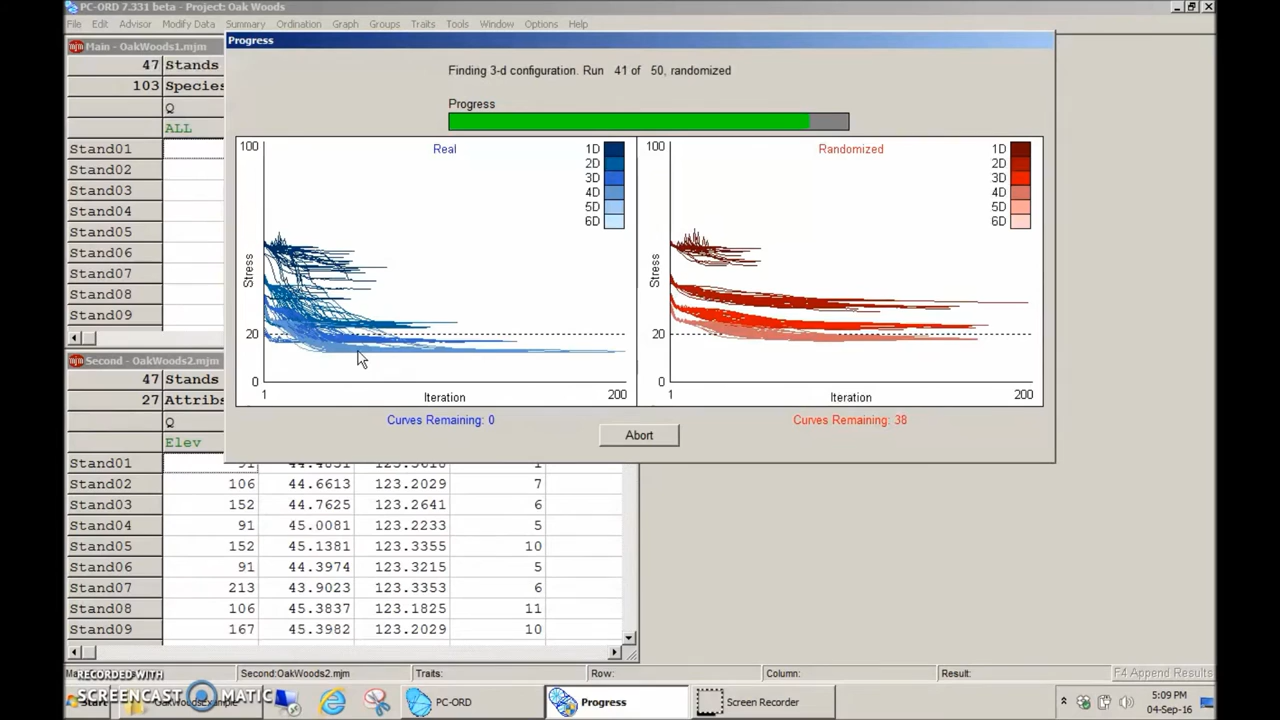 PC-ORD 7.331 beta - Project: Oak Woods
File Edit Advisor Modify Data Summary Ordination Graph Groups Traits Tools Window Options Help
Main - OakWoods1.mjm
47 Stands
103 Species
Q
ALL
Stand01
Stand02
Stand03
Stand04
Stand05
Stand06
Stand07
Stand08
Stand09
Progress
Finding 3-d configuration. Run 41 of 50, randomized
Progress
100
Real
1D
2D
3D
4D
5D
6D
Stress
20
0
1
Iteration
200
Curves Remaining: 0
100
Randomized
1D
2D
3D
4D
5D
6D
Stress
20
0
1
Iteration
200
Curves Remaining: 38
Abort
Second - OakWoods2.mjm
47 Stands
27 Attribs
Q
Elev
Stand01
Stand02 106 44.6613 123.2029 7
Stand03 152 44.7625 123.2641 6
Stand04 91 45.0081 123.2233 5
Stand05 152 45.1381 123.3355 10
Stand06 91 44.3974 123.3215 5
Stand07 213 43.9023 123.3353 6
Stand08 106 45.3837 123.1825 11
Stand09 167 45.3982 123.2029 10
Second:OakWoods2.mjm Traits: Row: Column: Result: F4 Append Results
RECORDED WITH
SCREENCAST MATIC
Start
PC-ORD
Progress
Screen Recorder
5:09 PM
04-Sep-16